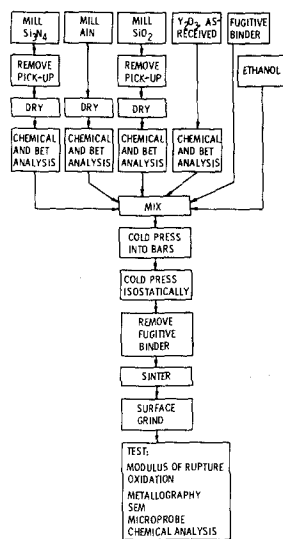 MILL
Si3N4
MILL
AlN
MILL
SiO2
Y2O3 AS-
RECEIVED
FUGITIVE
BINDER
ETHANOL
REMOVE
PICK-UP
REMOVE
PICK-UP
DRY
DRY
DRY
CHEMICAL
AND BET
ANALYSIS
CHEMICAL
AND BET
ANALYSIS
CHEMICAL
AND BET
ANALYSIS
CHEMICAL
AND BET
ANALYSIS
MIX
COLD PRESS
INTO BARS
COLD PRESS
ISOSTATICALLY
REMOVE
FUGITIVE
BINDER
SINTER
SURFACE
GRIND
TEST:
MODULUS OF RUPTURE
OXIDATION
METALLOGRAPHY
SEM
MICROPROBE
CHEMICAL ANALYSIS